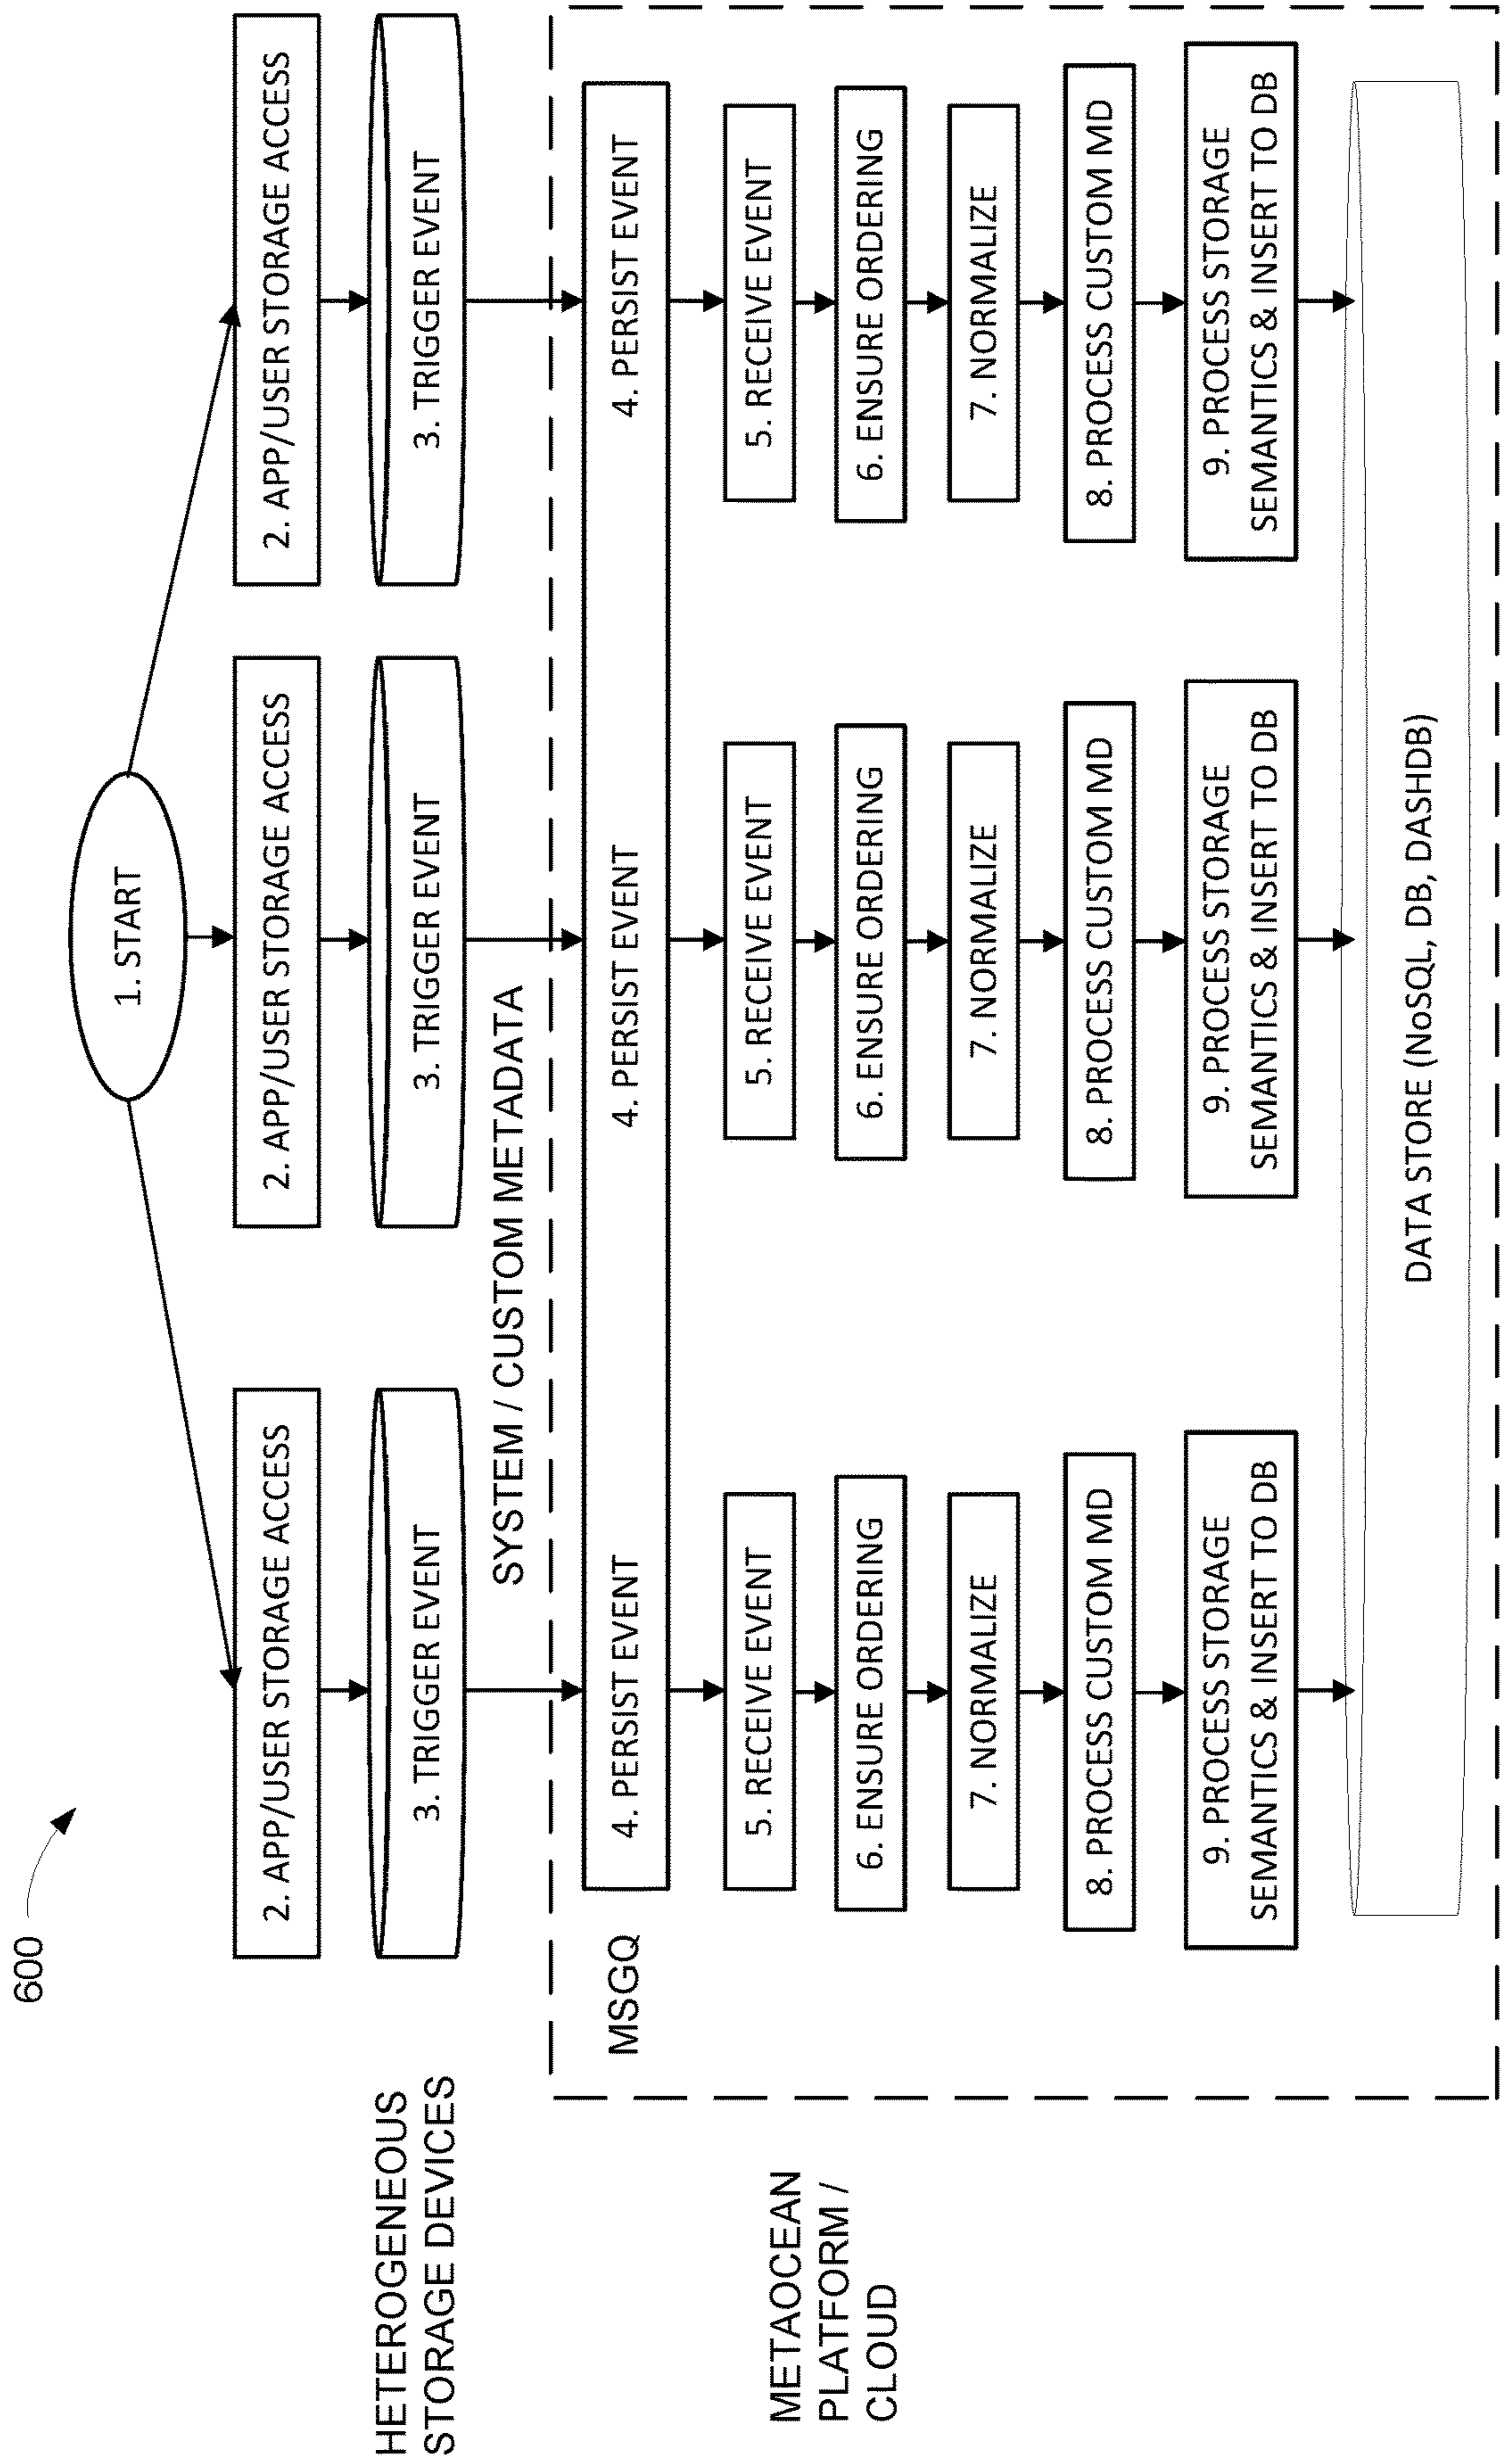 600
1. START
2. APP/USER STORAGE ACCESS
2. APP/USER STORAGE ACCESS
2. APP/USER STORAGE ACCESS
HETEROGENEOUS
STORAGE DEVICES
3. TRIGGER EVENT
3. TRIGGER EVENT
3. TRIGGER EVENT
SYSTEM / CUSTOM METADATA
MSGQ
4. PERSIST EVENT
4. PERSIST EVENT
4. PERSIST EVENT
METAOCEAN
PLATFORM /
CLOUD
5. RECEIVE EVENT
5. RECEIVE EVENT
5. RECEIVE EVENT
6. ENSURE ORDERING
6. ENSURE ORDERING
6. ENSURE ORDERING
7. NORMALIZE
7. NORMALIZE
7. NORMALIZE
8. PROCESS CUSTOM MD
8. PROCESS CUSTOM MD
8. PROCESS CUSTOM MD
9. PROCESS STORAGE
SEMANTICS & INSERT TO DB
9. PROCESS STORAGE
SEMANTICS & INSERT TO DB
9. PROCESS STORAGE
SEMANTICS & INSERT TO DB
DATA STORE (NoSQL, DB, DASHDB)